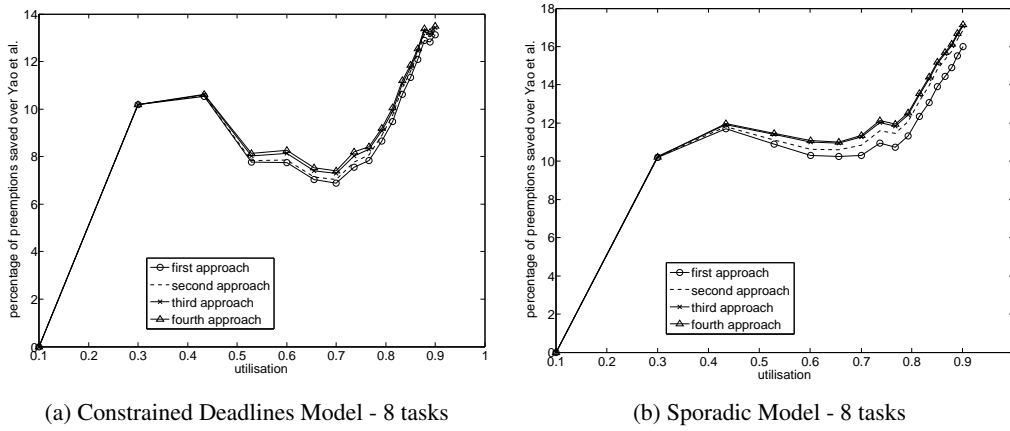 percentage of preemptions saved over Yao et al.
14
12
10
8
6
4
2
0
0.1 0.2 0.3 0.4 0.5 0.6 0.7 0.8 0.9 1
utilisation
first approach
second approach
third approach
fourth approach
(a) Constrained Deadlines Model - 8 tasks
percentage of preemptions saved over Yao et al.
18
16
14
12
10
8
6
4
2
0
0.1 0.2 0.3 0.4 0.5 0.6 0.7 0.8 0.9 1
utilisation
first approach
second approach
third approach
fourth approach
(b) Sporadic Model - 8 tasks